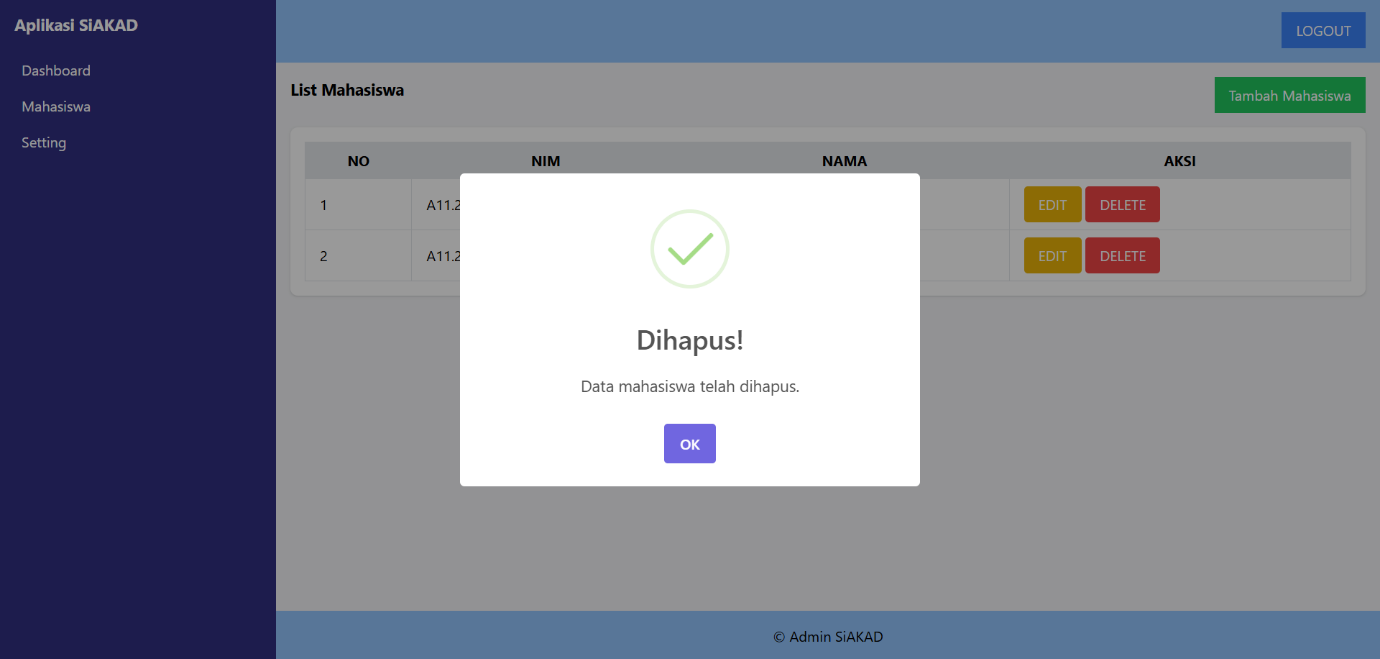 Aplikasi SiAKAD
Dashboard
Mahasiswa
Setting
LOGOUT
List Mahasiswa
Tambah Mahasiswa
NO NIM NAMA AKSI
1 A11.2 EDIT DELETE
2 A11.2 EDIT DELETE
Dihapus!
Data mahasiswa telah dihapus.
OK
© Admin SiAKAD